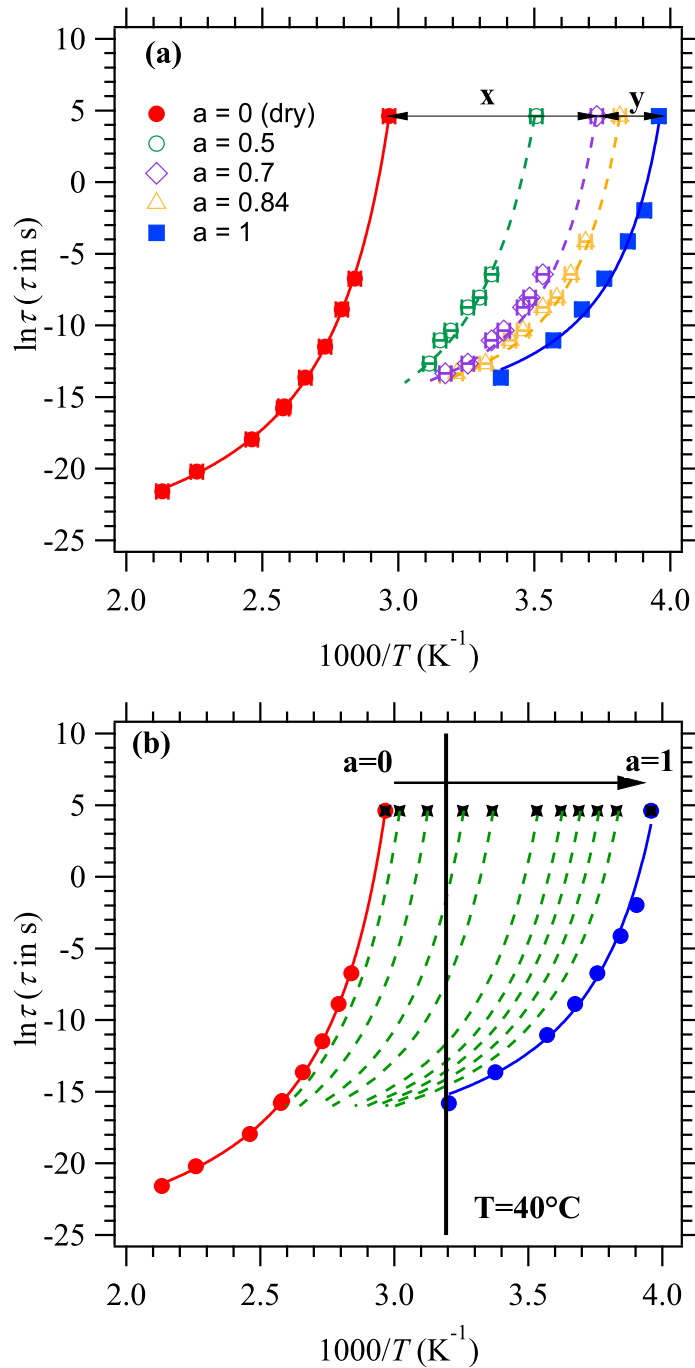 (a)
x
y
a = 0 (dry)
a = 0.5
a = 0.7
a = 0.84
a = 1
10
5
0
-5
-10
-15
-20
-25
lnτ (τ in s)
2.0 2.5 3.0 3.5 4.0
1000/T (K⁻¹)
(b)
a=0
a=1
10
5
0
-5
-10
-15
-20
-25
lnτ (τ in s)
T=40°C
2.0 2.5 3.0 3.5 4.0
1000/T (K⁻¹)